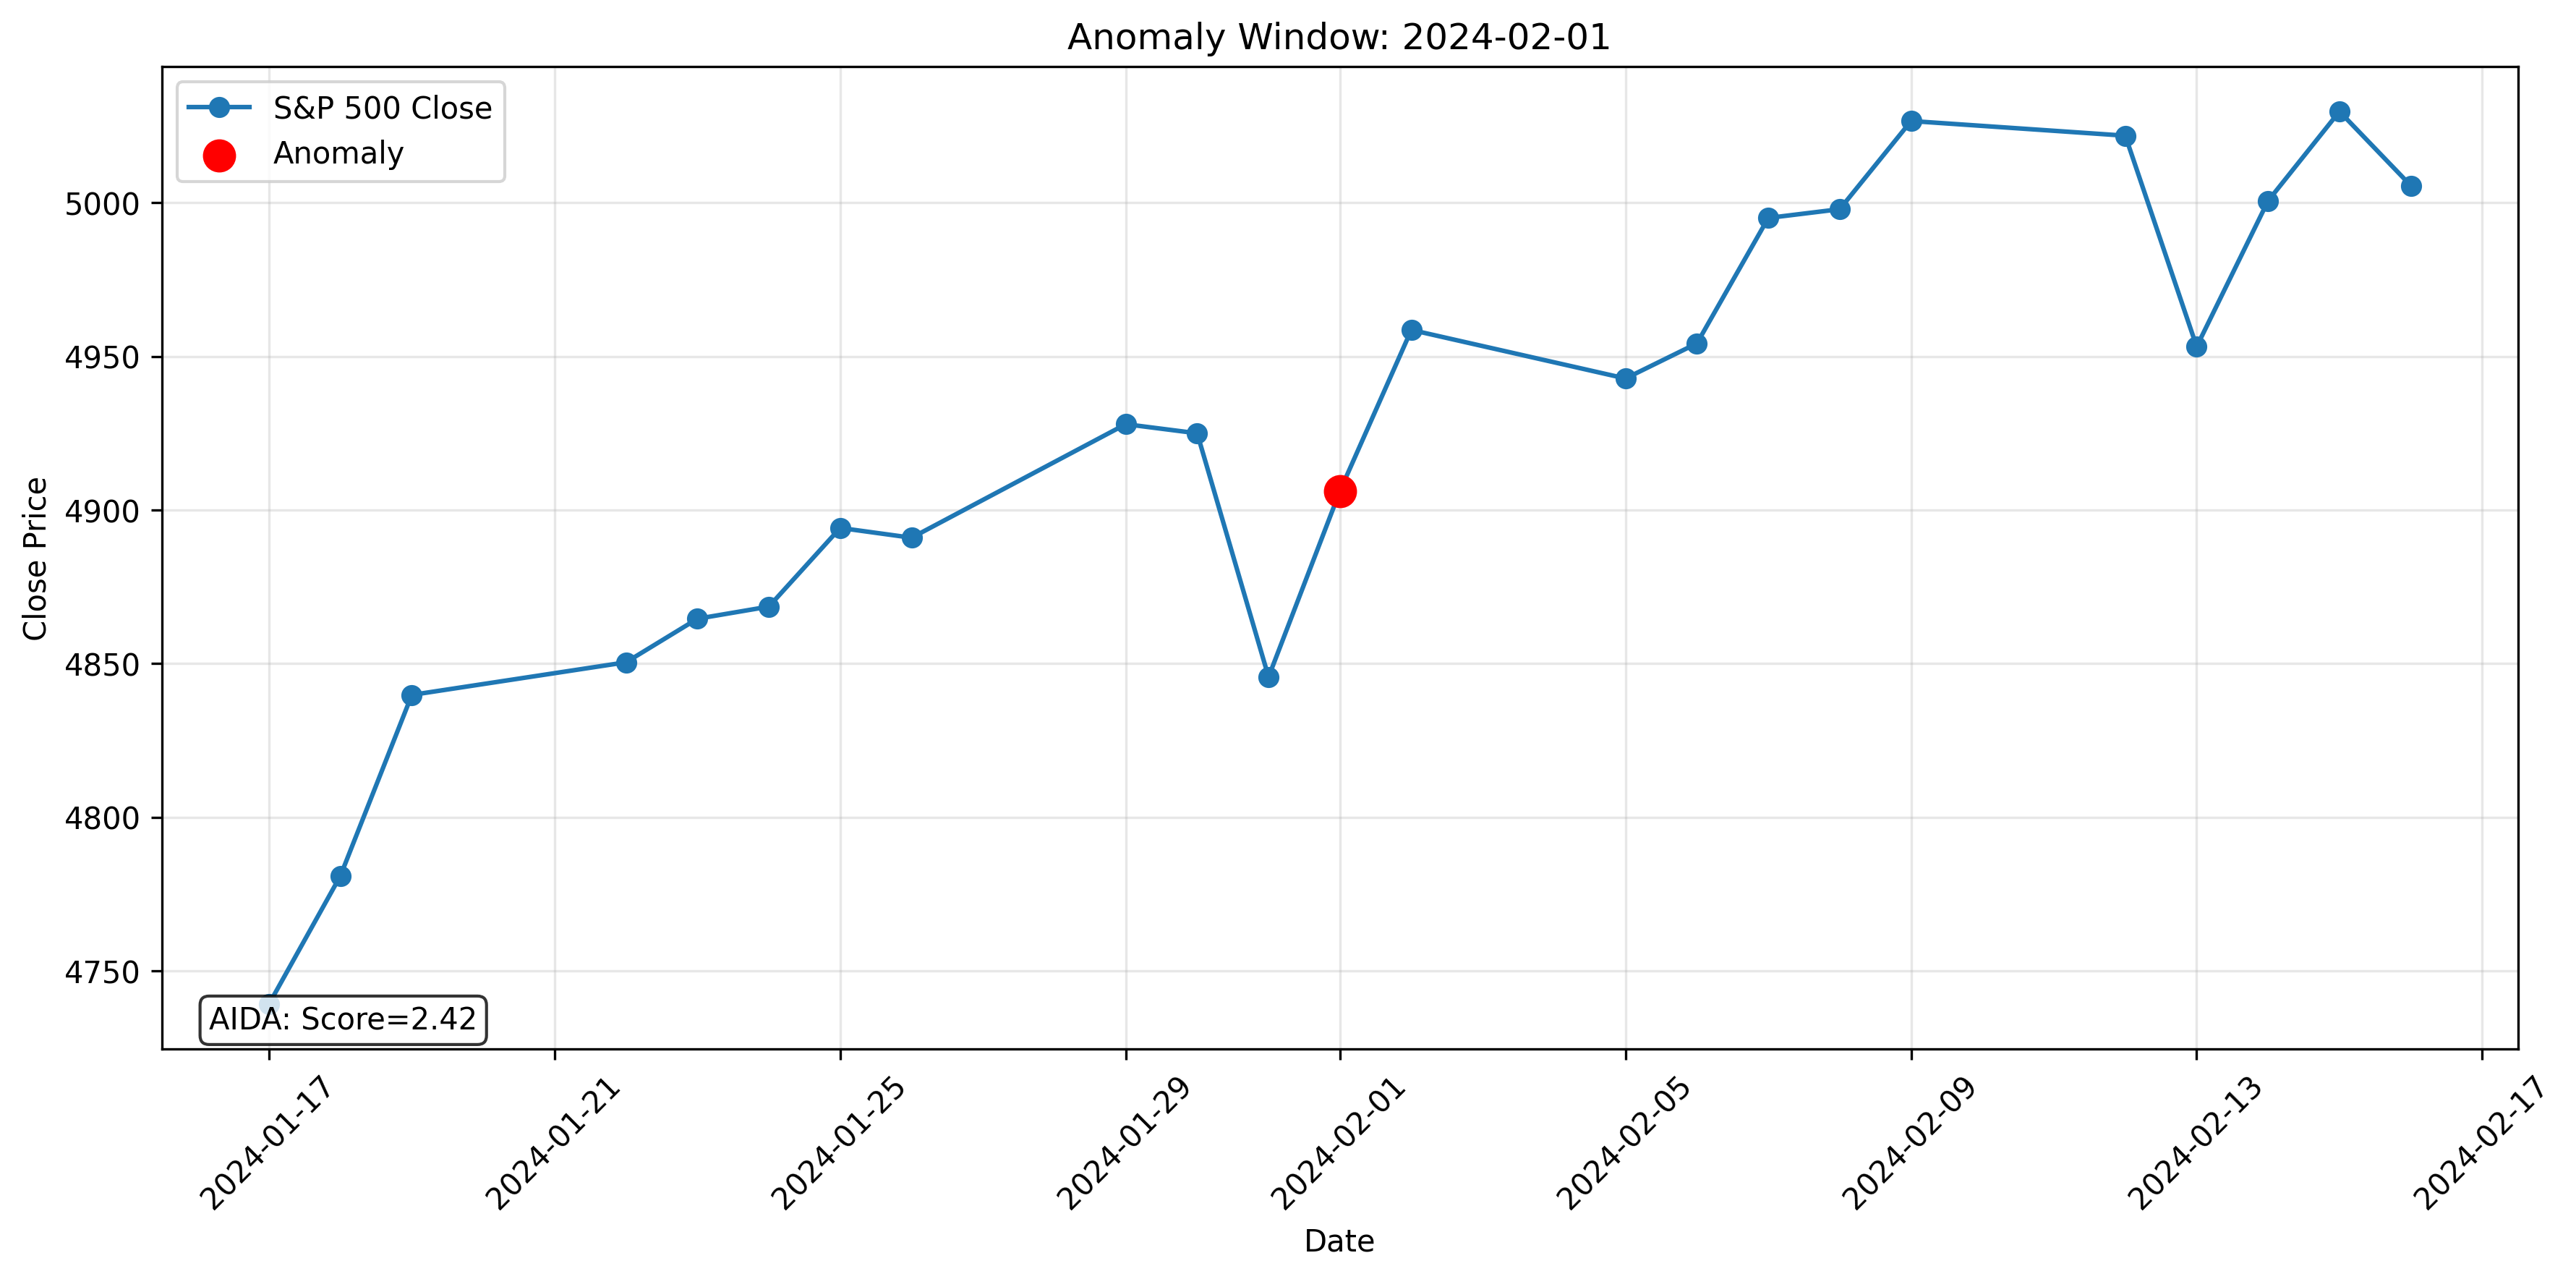 Anomaly Window: 2024-02-01
S&P 500 Close
Anomaly
Close Price
5000
4950
4900
4850
4800
4750
AIDA: Score=2.42
2024-01-17
2024-01-21
2024-01-25
2024-01-29
2024-02-01
2024-02-05
2024-02-09
2024-02-13
2024-02-17
Date